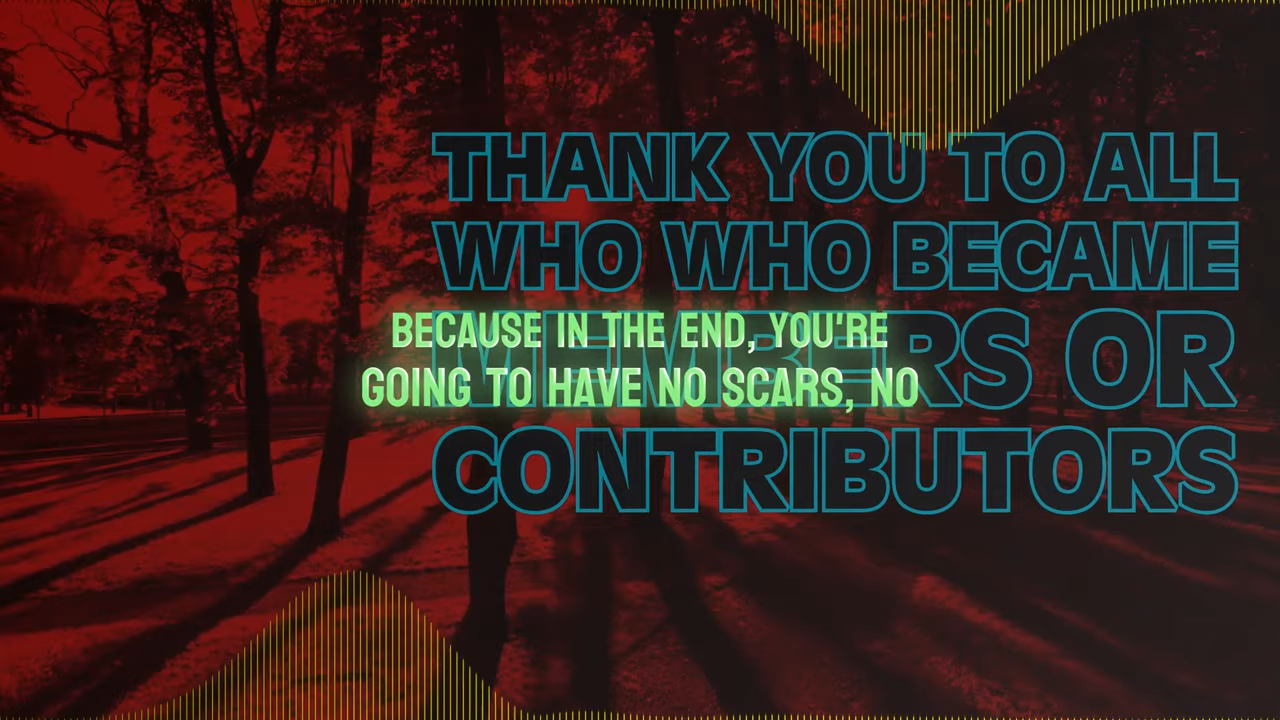 THANK YOU TO ALL
WHO WHO BECAME
MEMBERS OR
CONTRIBUTORS
BECAUSE IN THE END, YOU'RE
GOING TO HAVE NO SCARS, NO